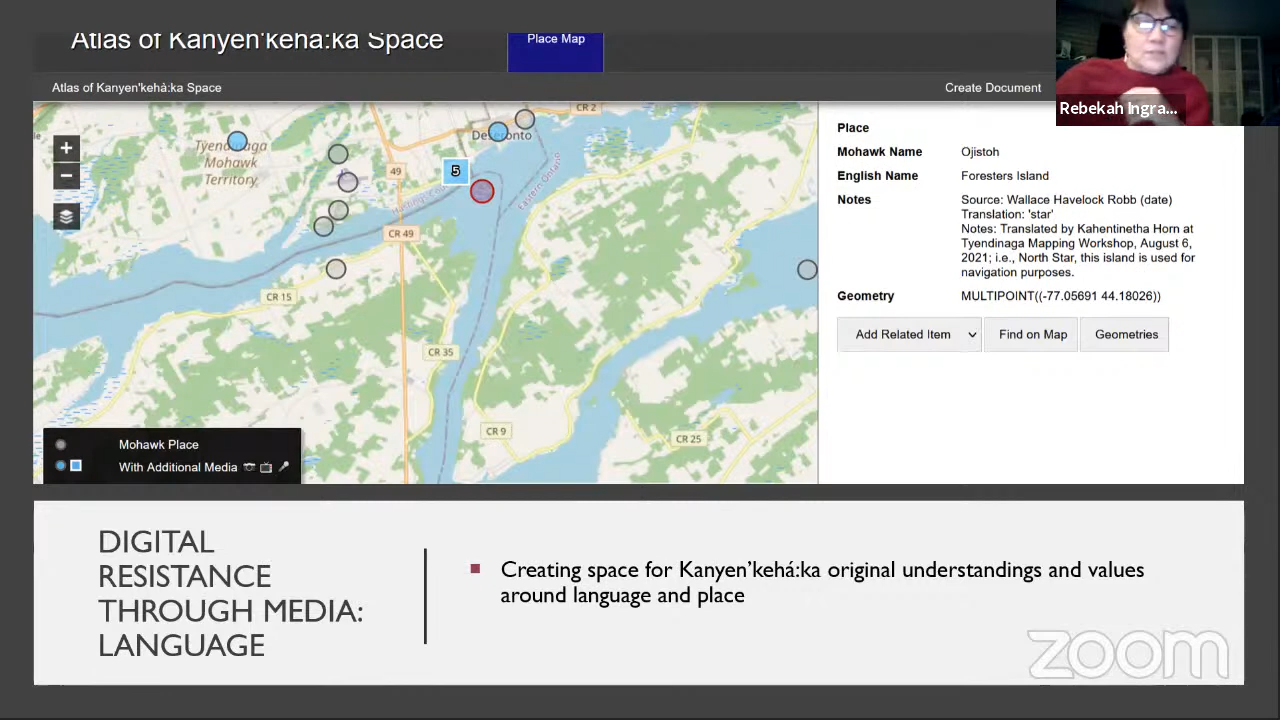 Atlas of Kanyen'kehà:ka Space
Place Map
Atlas of Kanyen'kehà:ka Space
Create Document
Rebekah Ingra...
+
−
Tyendinaga
Mohawk
Territory
Deseronto
CR 2
49
5
CR 49
CR 15
CR 35
CR 9
CR 25
Eastern Ontario
Mohawk Place
With Additional Media
Place
Mohawk Name Ojistoh
English Name Foresters Island
Notes Source: Wallace Havelock Robb (date)
Translation: 'star'
Notes: Translated by Kahentinetha Horn at
Tyendinaga Mapping Workshop, August 6,
2021; i.e., North Star, this island is used for
navigation purposes.
Geometry MULTIPOINT((-77.05691 44.18026))
Add Related Item Find on Map Geometries
DIGITAL
RESISTANCE
THROUGH MEDIA:
LANGUAGE
Creating space for Kanyen’kehá:ka original understandings and values
around language and place
zoom